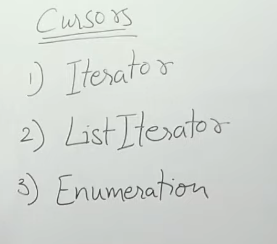 Cursors
1) Iterator
2) ListIterator
3) Enumeration